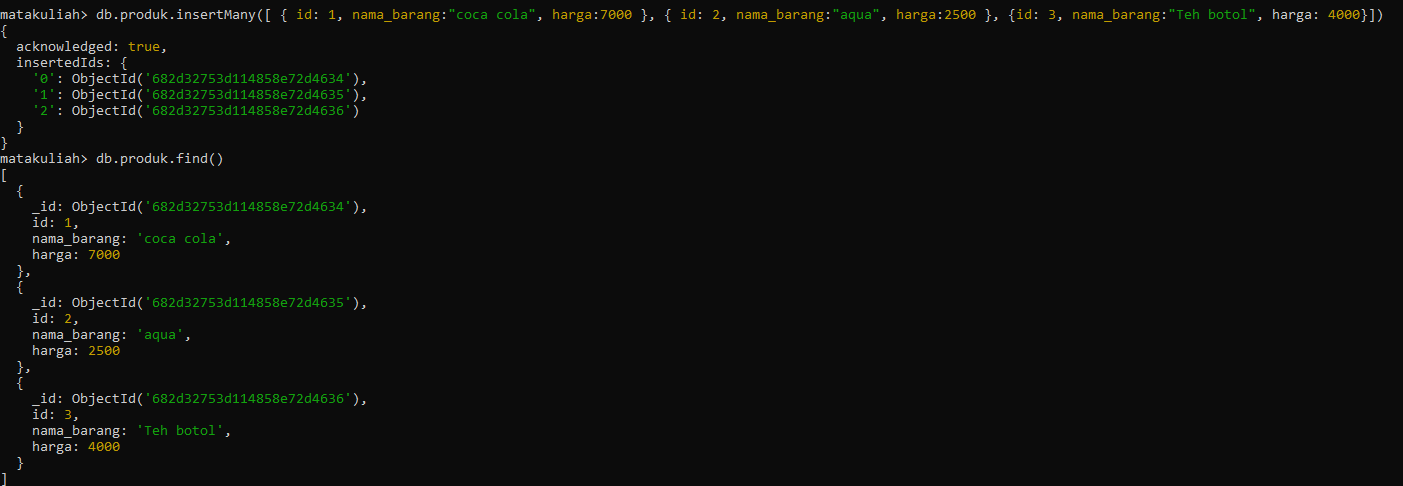 matakuliah> db.produk.insertMany([ { id: 1, nama_barang:"coca cola", harga:7000 }, { id: 2, nama_barang:"aqua", harga:2500 }, {id: 3, nama_barang:"Teh botol", harga: 4000}])
{
  acknowledged: true,
  insertedIds: {
    '0': ObjectId('682d32753d114858e72d4634'),
    '1': ObjectId('682d32753d114858e72d4635'),
    '2': ObjectId('682d32753d114858e72d4636')
  }
}
matakuliah> db.produk.find()
[
  {
    _id: ObjectId('682d32753d114858e72d4634'),
    id: 1,
    nama_barang: 'coca cola',
    harga: 7000
  },
  {
    _id: ObjectId('682d32753d114858e72d4635'),
    id: 2,
    nama_barang: 'aqua',
    harga: 2500
  },
  {
    _id: ObjectId('682d32753d114858e72d4636'),
    id: 3,
    nama_barang: 'Teh botol',
    harga: 4000
  }
]